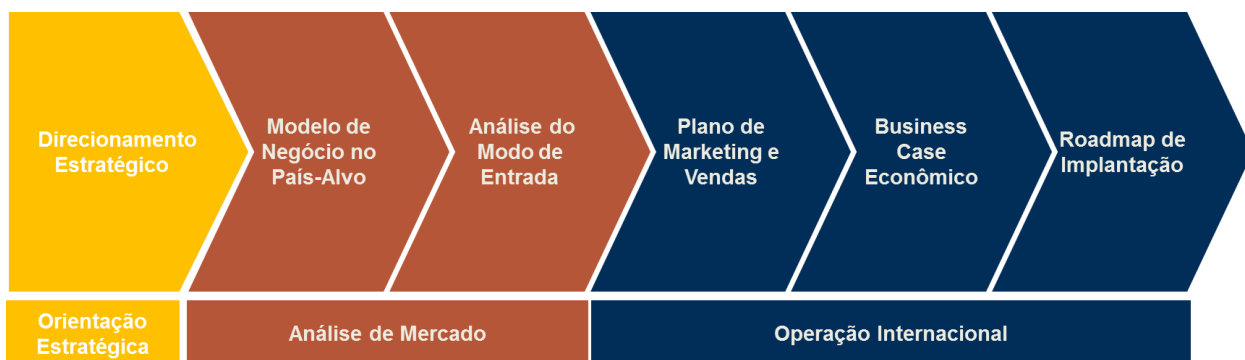 Direcionamento
Estratégico
Modelo de
Negócio no
País-Alvo
Análise do
Modo de
Entrada
Plano de
Marketing e
Vendas
Business
Case
Econômico
Roadmap de
Implantação
Orientação
Estratégica
Análise de Mercado
Operação Internacional